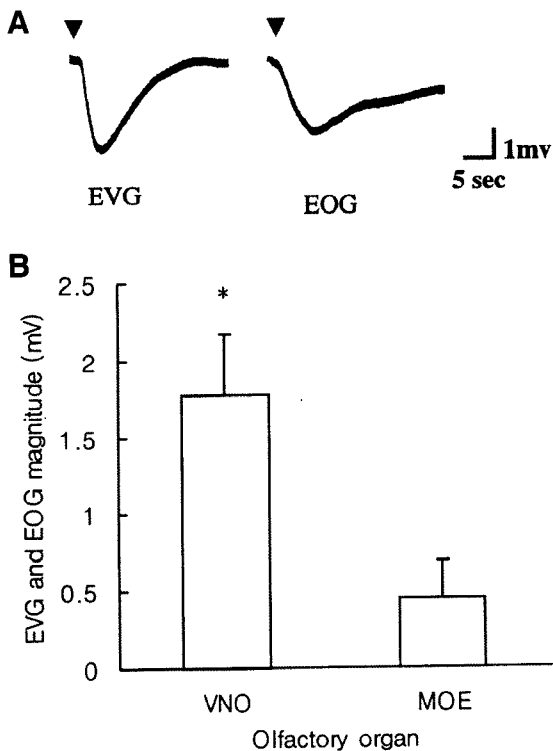 A
1mv
5 sec
EVG
EOG
B
EVG and EOG magnitude (mV)
2.5
2
1.5
1
0.5
0
*
VNO
MOE
Olfactory organ